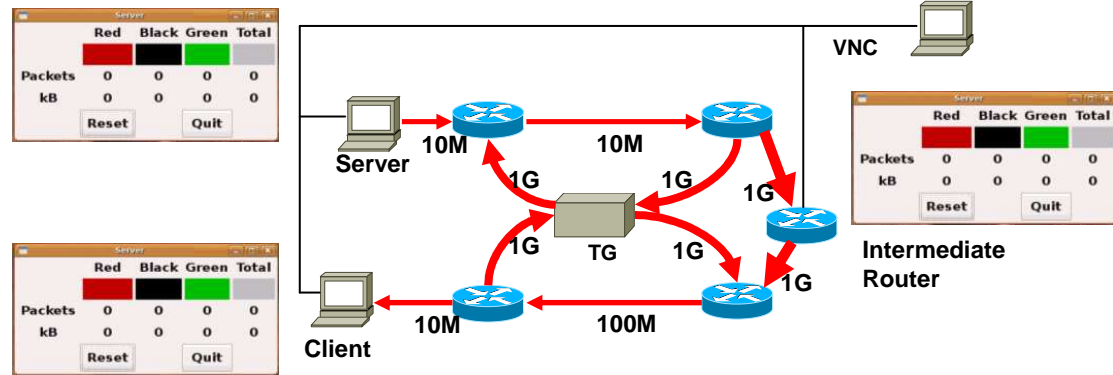 Server
Red Black Green Total
Packets 0 0 0 0
kB 0 0 0 0
Reset Quit
VNC
Server
Red Black Green Total
Packets 0 0 0 0
kB 0 0 0 0
Reset Quit
Server
10M
10M
1G
1G
1G
1G
1G
1G
TG
Intermediate
Router
Server
Red Black Green Total
Packets 0 0 0 0
kB 0 0 0 0
Reset Quit
Client
10M
100M